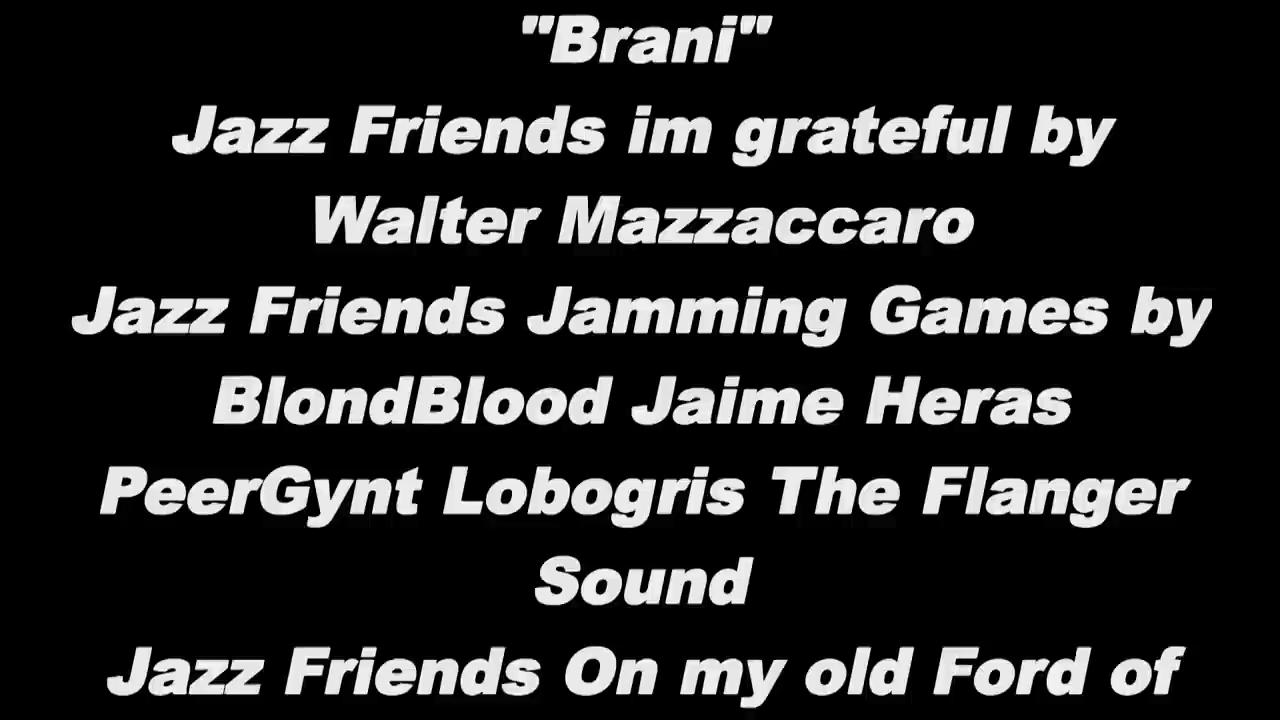 "Brani"
Jazz Friends im grateful by
Walter Mazzaccaro
Jazz Friends Jamming Games by
BlondBlood Jaime Heras
PeerGynt Lobogris The Flanger
Sound
Jazz Friends On my old Ford of